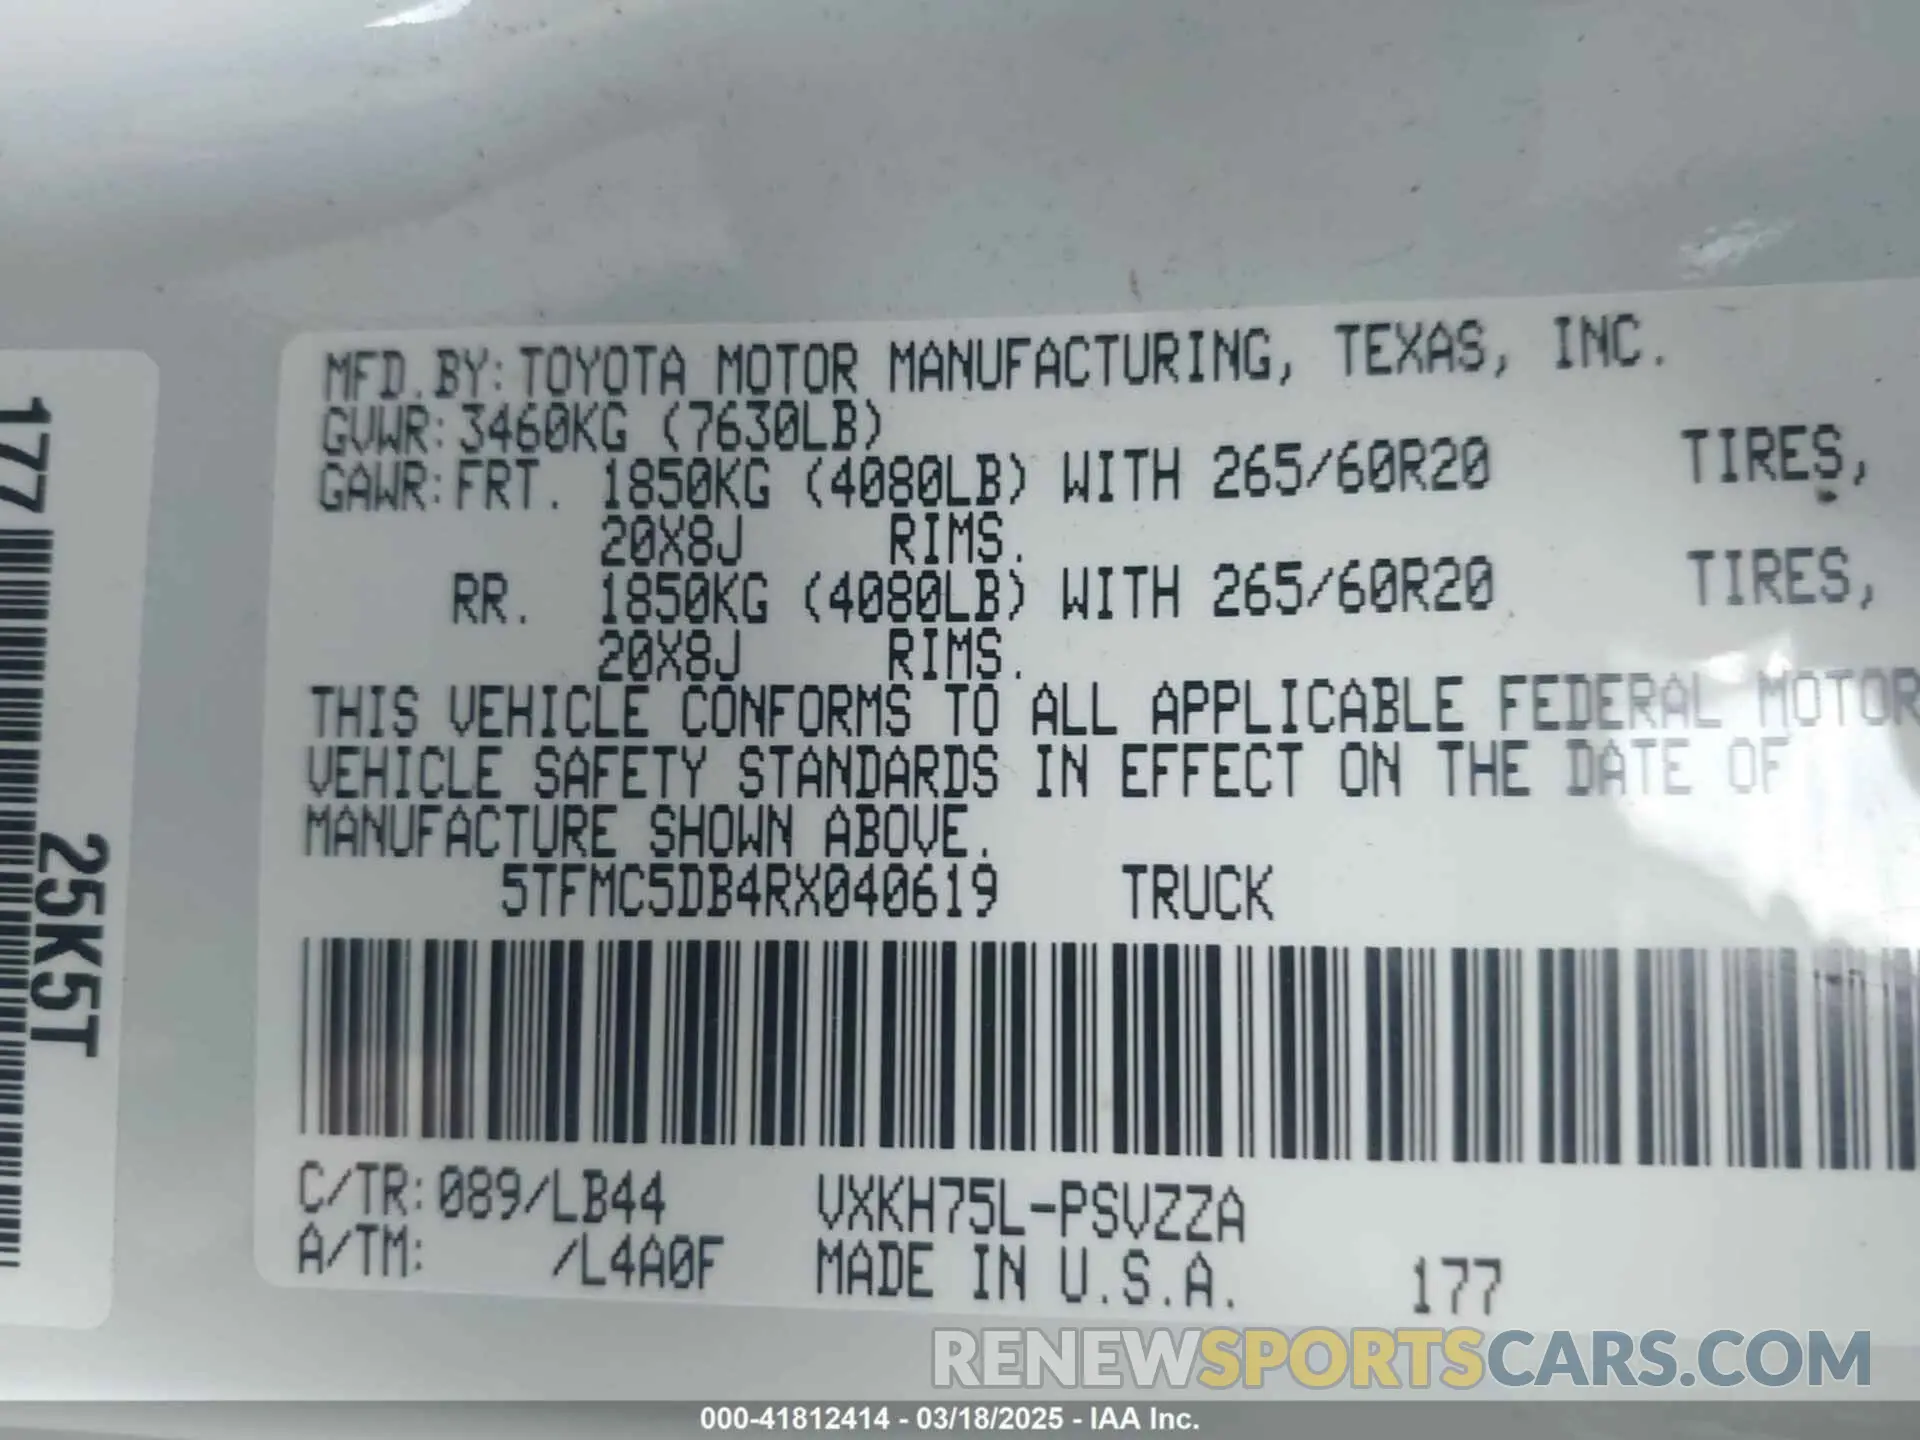 MFD.BY:TOYOTA MOTOR MANUFACTURING, TEXAS, INC.
GVWR:3460KG (7630LB)
GAWR:FRT. 1850KG (4080LB) WITH 265/60R20 TIRES,
20X8J RIMS.
RR. 1850KG (4080LB) WITH 265/60R20 TIRES,
20X8J RIMS.
THIS VEHICLE CONFORMS TO ALL APPLICABLE FEDERAL MOTOR
VEHICLE SAFETY STANDARDS IN EFFECT ON THE DATE OF
MANUFACTURE SHOWN ABOVE.
5TFMC5DB4RX040619 TRUCK
C/TR:089/LB44 VXKH75L-PSVZZA
A/TM: /L4A0F MADE IN U.S.A. 177
177
25K5T
RENEWSPORTSCARS.COM
000-41812414 - 03/18/2025 - IAA Inc.